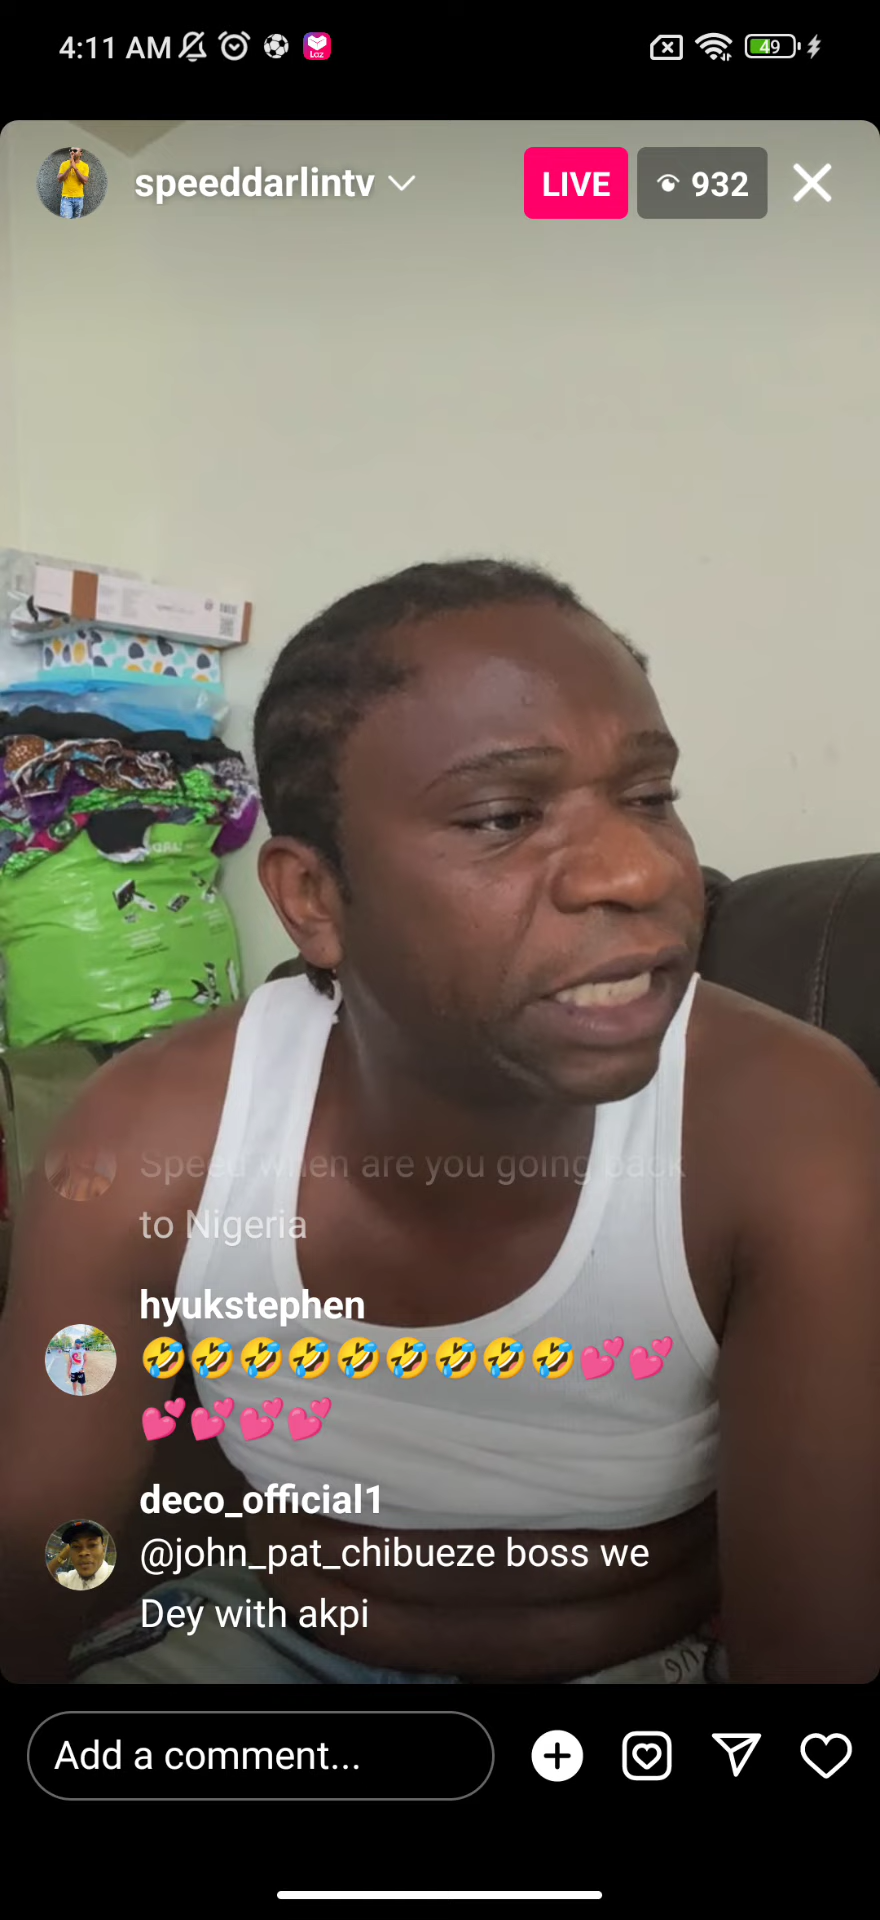 4:11 AM
Laz
49
speeddarlintv
LIVE
932
Speed when are you going back
to Nigeria
hyukstephen
🤣🤣🤣🤣🤣🤣🤣🤣🤣💕💕
💕💕💕💕
deco_official1
@john_pat_chibueze boss we
Dey with akpi
Add a comment...